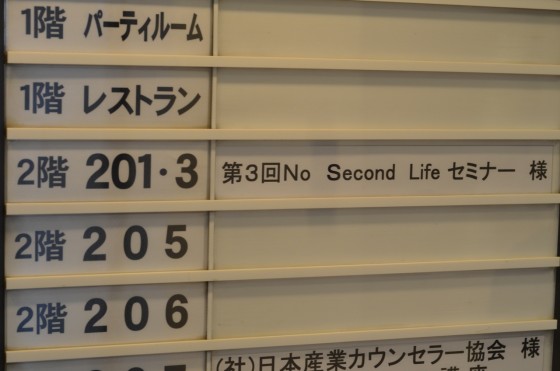 1階 パーティルーム
1階 レストラン
2階 201・3 第3回No Second Life セミナー 様
2階 205
2階 206
(社)日本産業カウンセラー協会 様